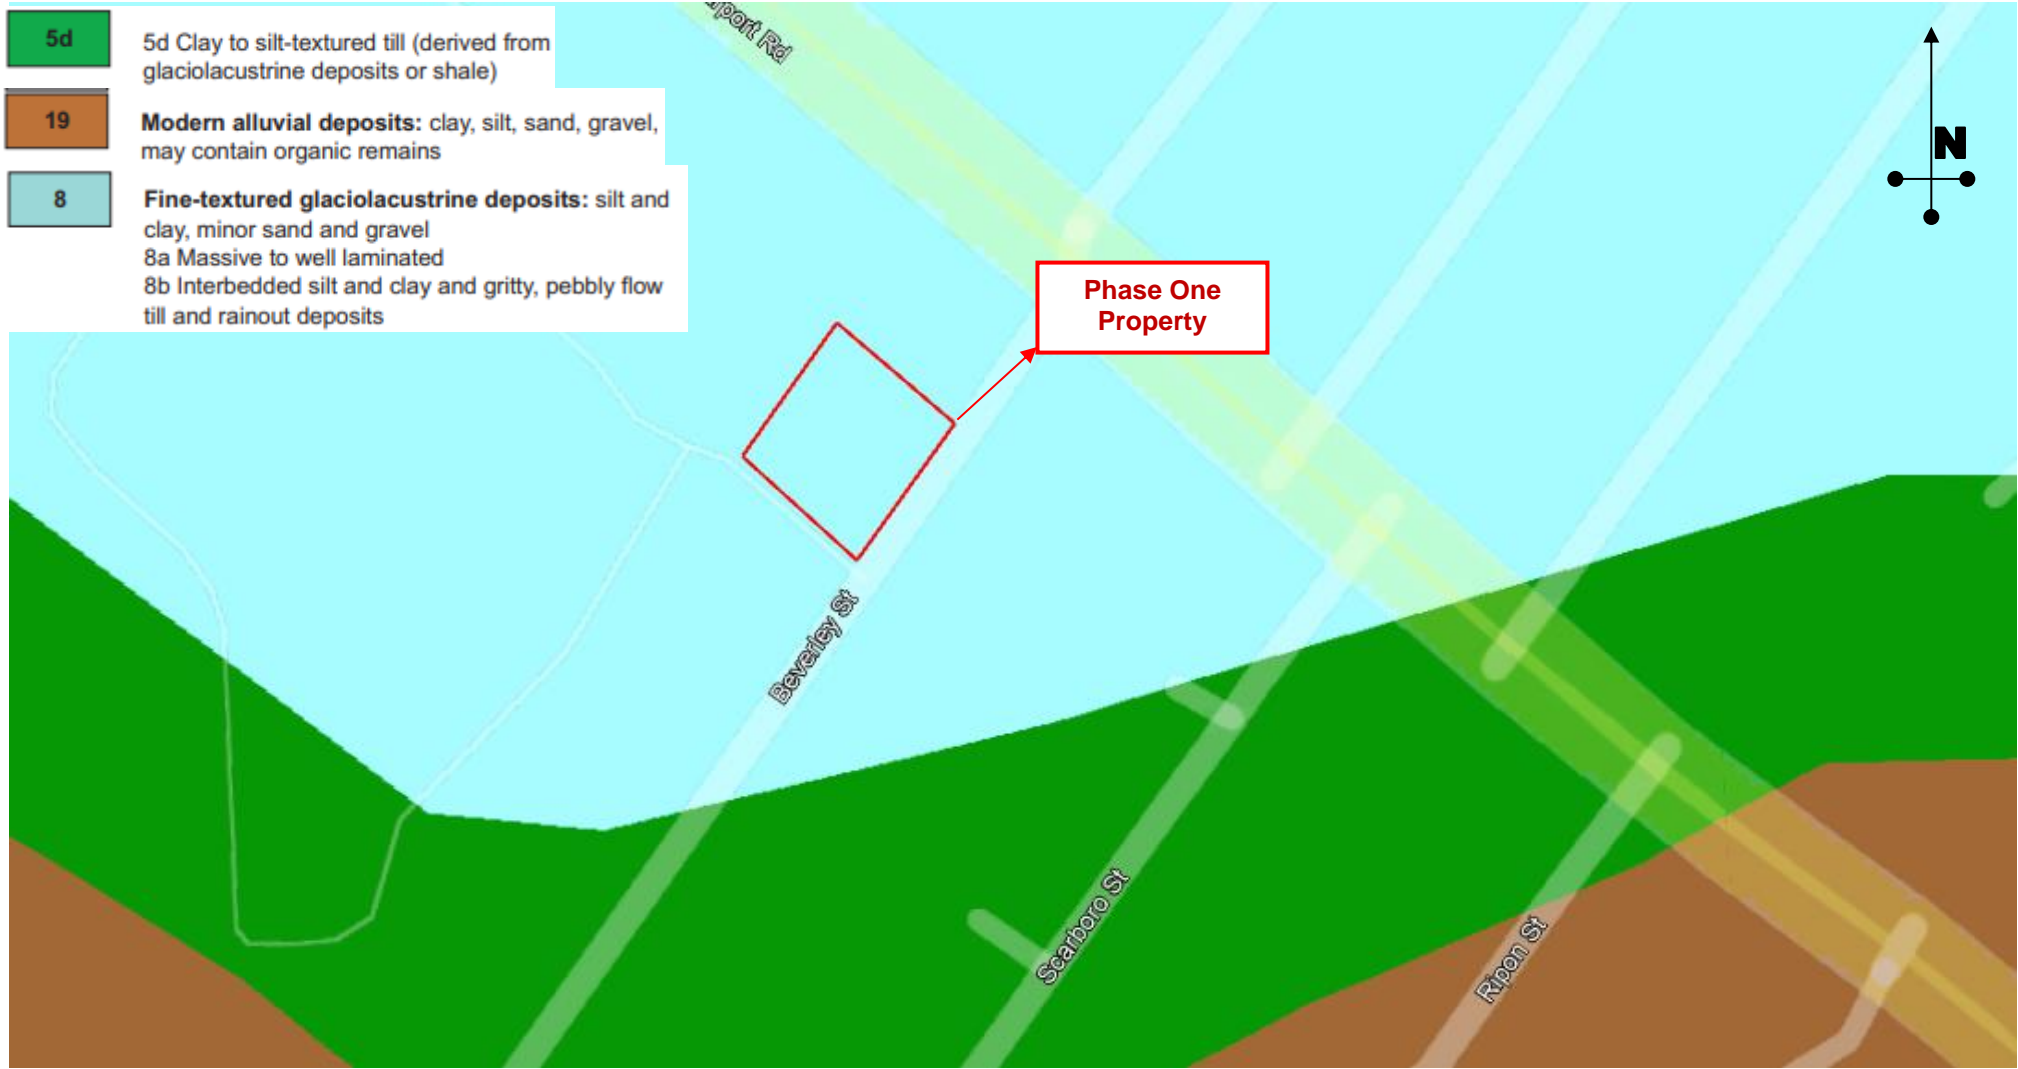 5d
5d Clay to silt-textured till (derived from
glaciolacustrine deposits or shale)
19
Modern alluvial deposits: clay, silt, sand, gravel,
may contain organic remains
8
Fine-textured glaciolacustrine deposits: silt and
clay, minor sand and gravel
8a Massive to well laminated
8b Interbedded silt and clay and gritty, pebbly flow
till and rainout deposits
Rd
N
Phase One
Property
Beverley St
Scarboro St
Ripon St